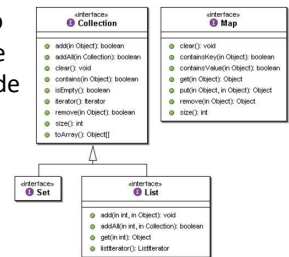 o
e
de
«interface»
Collection
add(in Object): boolean
addAll(in Collection): boolean
clear(): void
contains(in Object): boolean
isEmpty(): boolean
iterator(): Iterator
remove(in Object): boolean
size(): int
toArray(): Object[]
«interface»
Map
clear(): void
containsKey(in Object): boolean
containsValue(in Object): boolean
get(in Object): Object
put(in Object, in Object): Object
remove(in Object): Object
size(): int
«interface»
Set
«interface»
List
add(in int, in Object): void
addAll(in int, in Collection): boolean
get(in int): Object
listIterator(): ListIterator